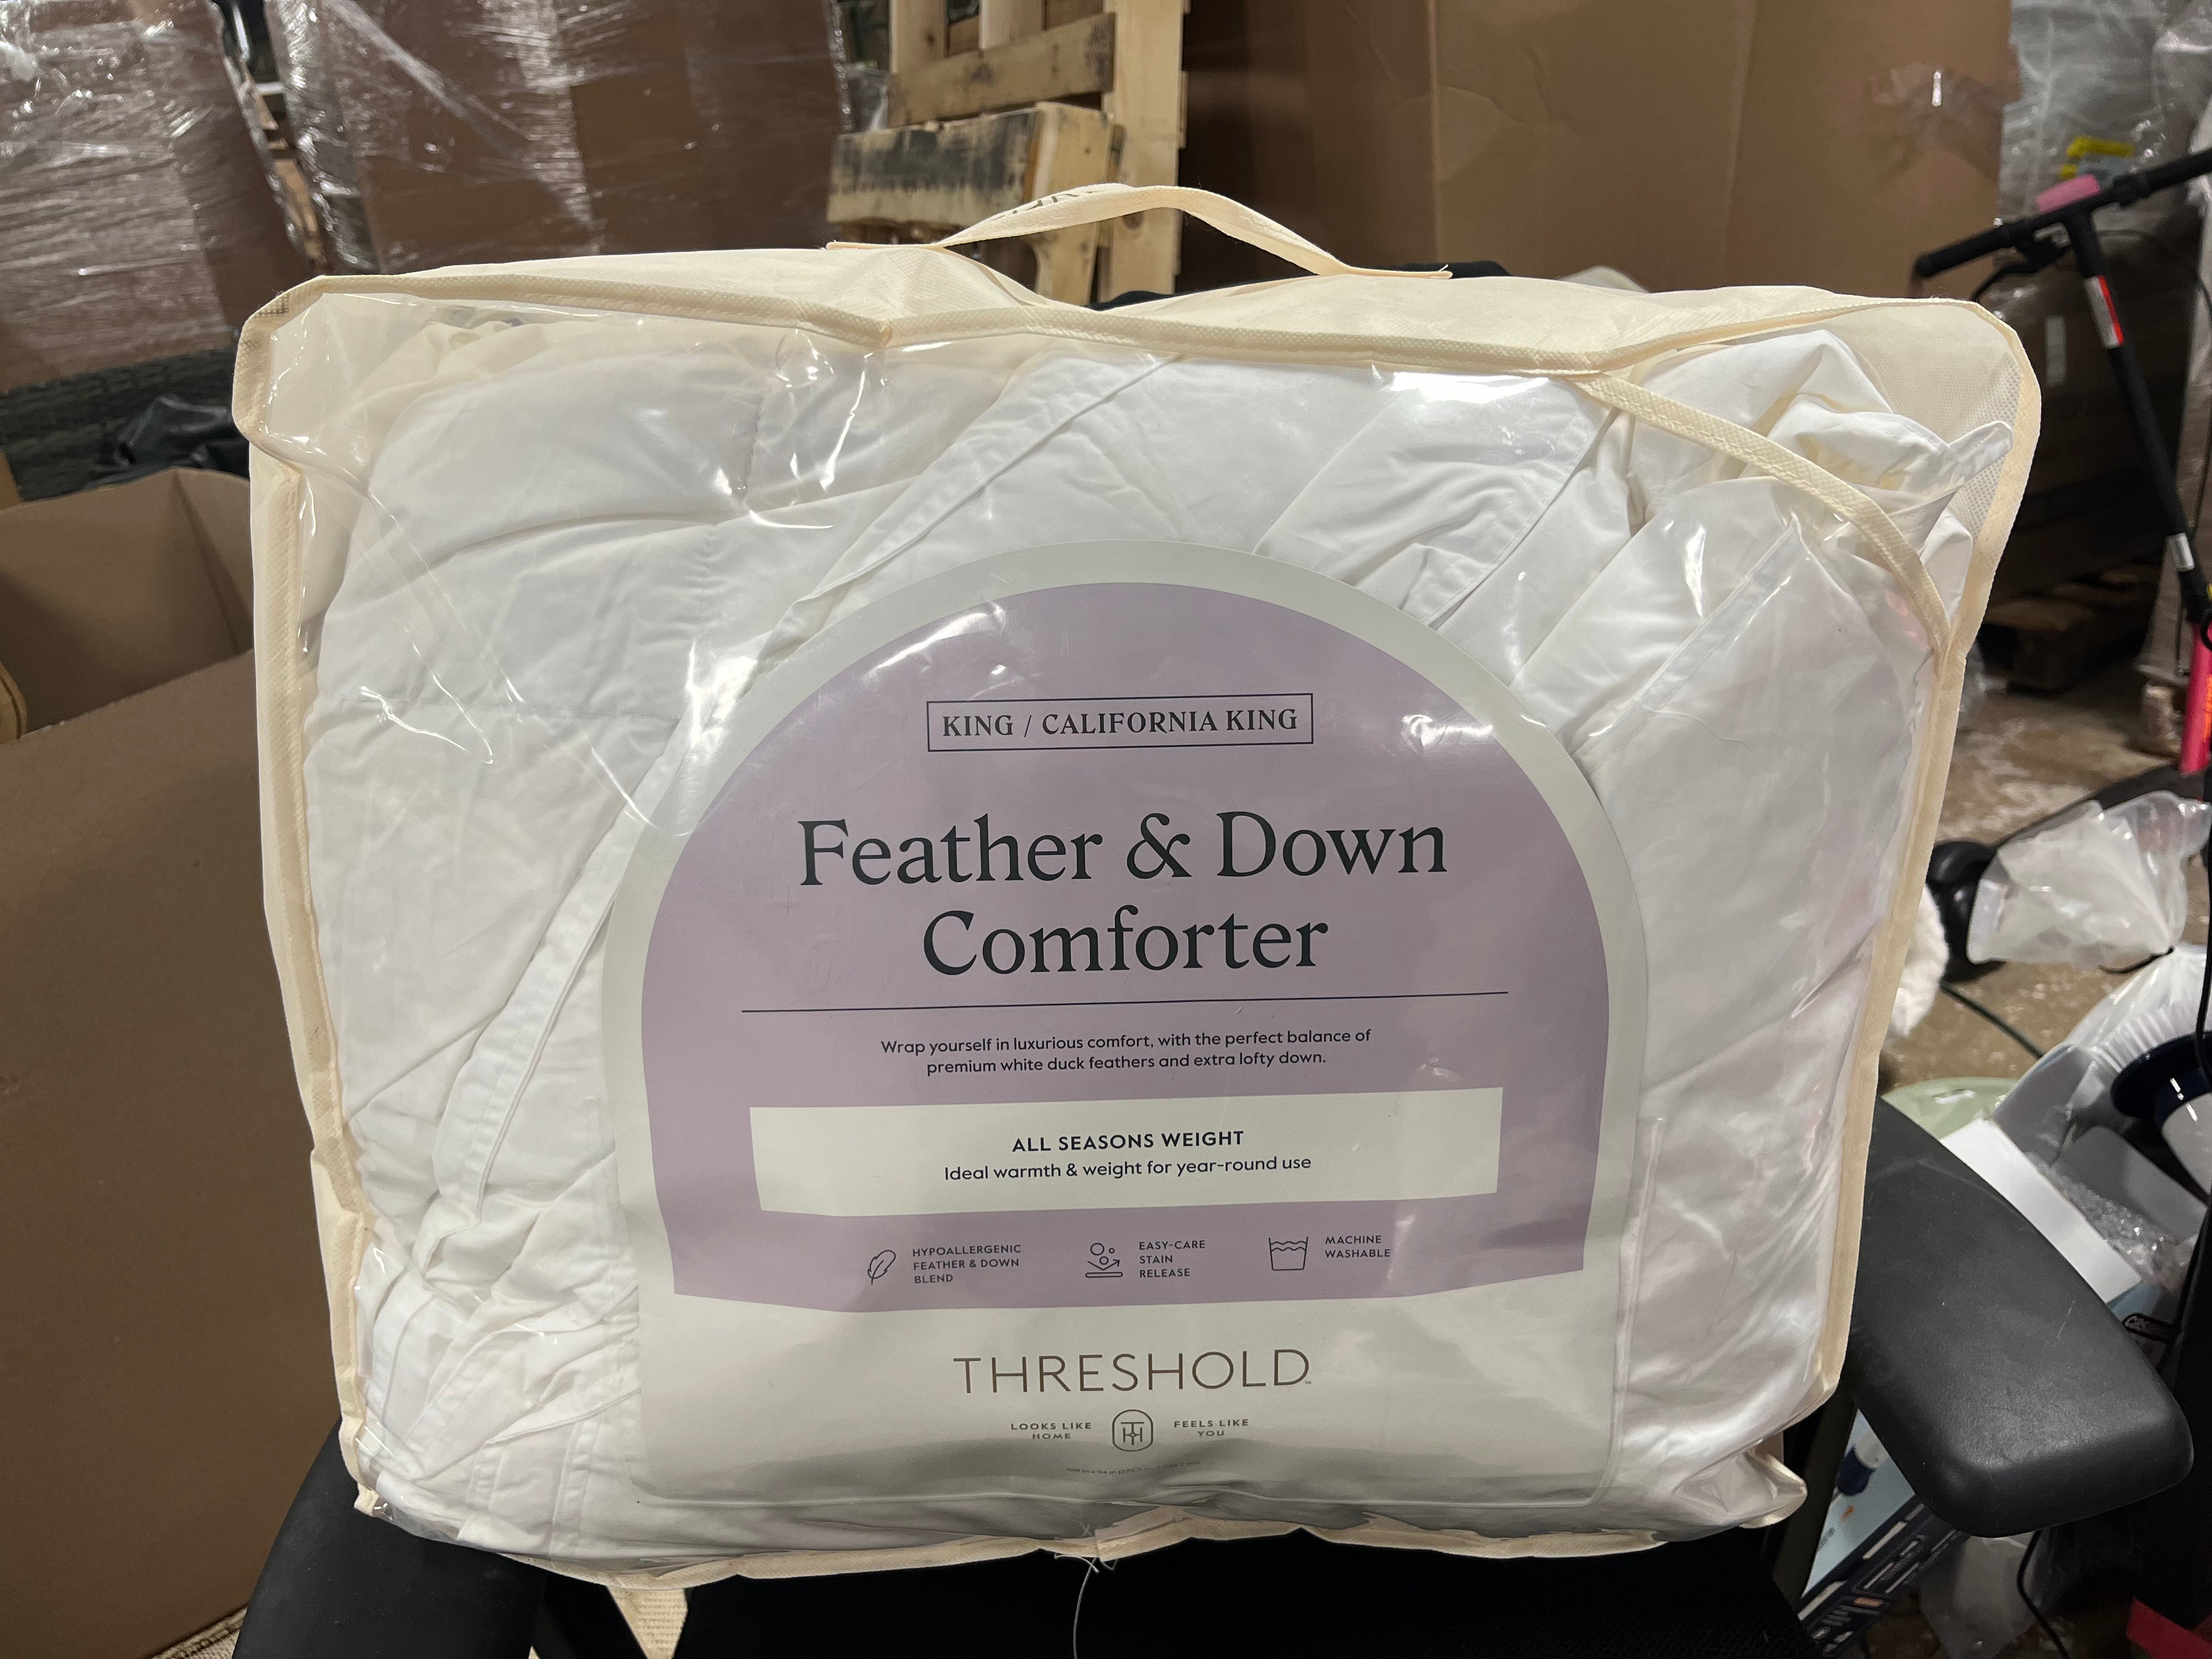 KING / CALIFORNIA KING
Feather & Down
Comforter
Wrap yourself in luxurious comfort, with the perfect balance of
premium white duck feathers and extra lofty down.
ALL SEASONS WEIGHT
Ideal warmth & weight for year-round use
HYPOALLERGENIC
FEATHER & DOWN
BLEND
EASY-CARE
STAIN
RELEASE
MACHINE
WASHABLE
THRESHOLD™
LOOKS LIKE
HOME
FEELS LIKE
YOU